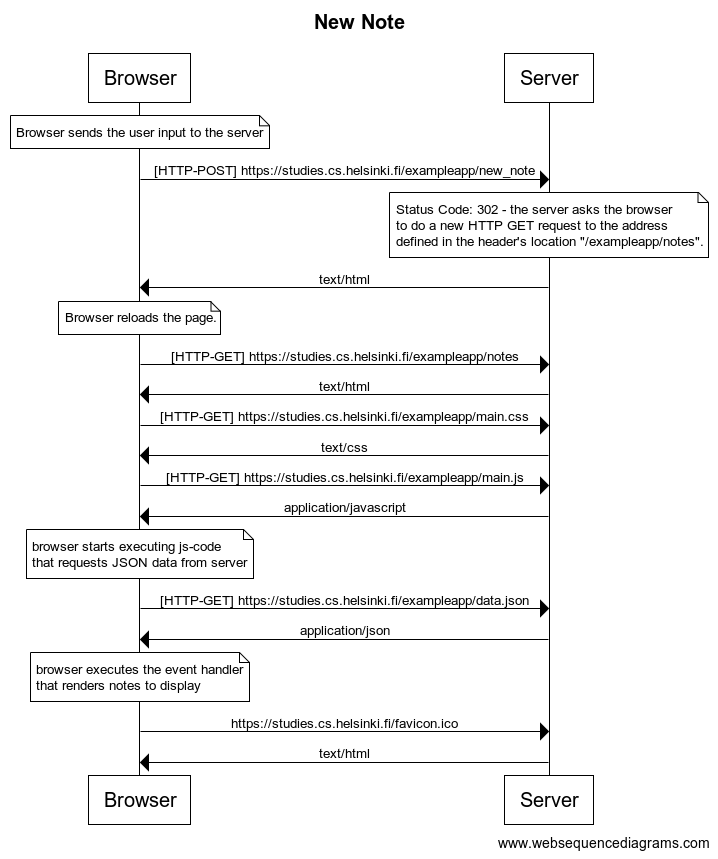 New Note
Browser
Server
Browser sends the user input to the server
[HTTP-POST] https://studies.cs.helsinki.fi/exampleapp/new_note
Status Code: 302 - the server asks the browser
to do a new HTTP GET request to the address
defined in the header's location "/exampleapp/notes".
text/html
Browser reloads the page.
[HTTP-GET] https://studies.cs.helsinki.fi/exampleapp/notes
text/html
[HTTP-GET] https://studies.cs.helsinki.fi/exampleapp/main.css
text/css
[HTTP-GET] https://studies.cs.helsinki.fi/exampleapp/main.js
application/javascript
browser starts executing js-code
that requests JSON data from server
[HTTP-GET] https://studies.cs.helsinki.fi/exampleapp/data.json
application/json
browser executes the event handler
that renders notes to display
https://studies.cs.helsinki.fi/favicon.ico
text/html
Browser
Server
www.websequencediagrams.com